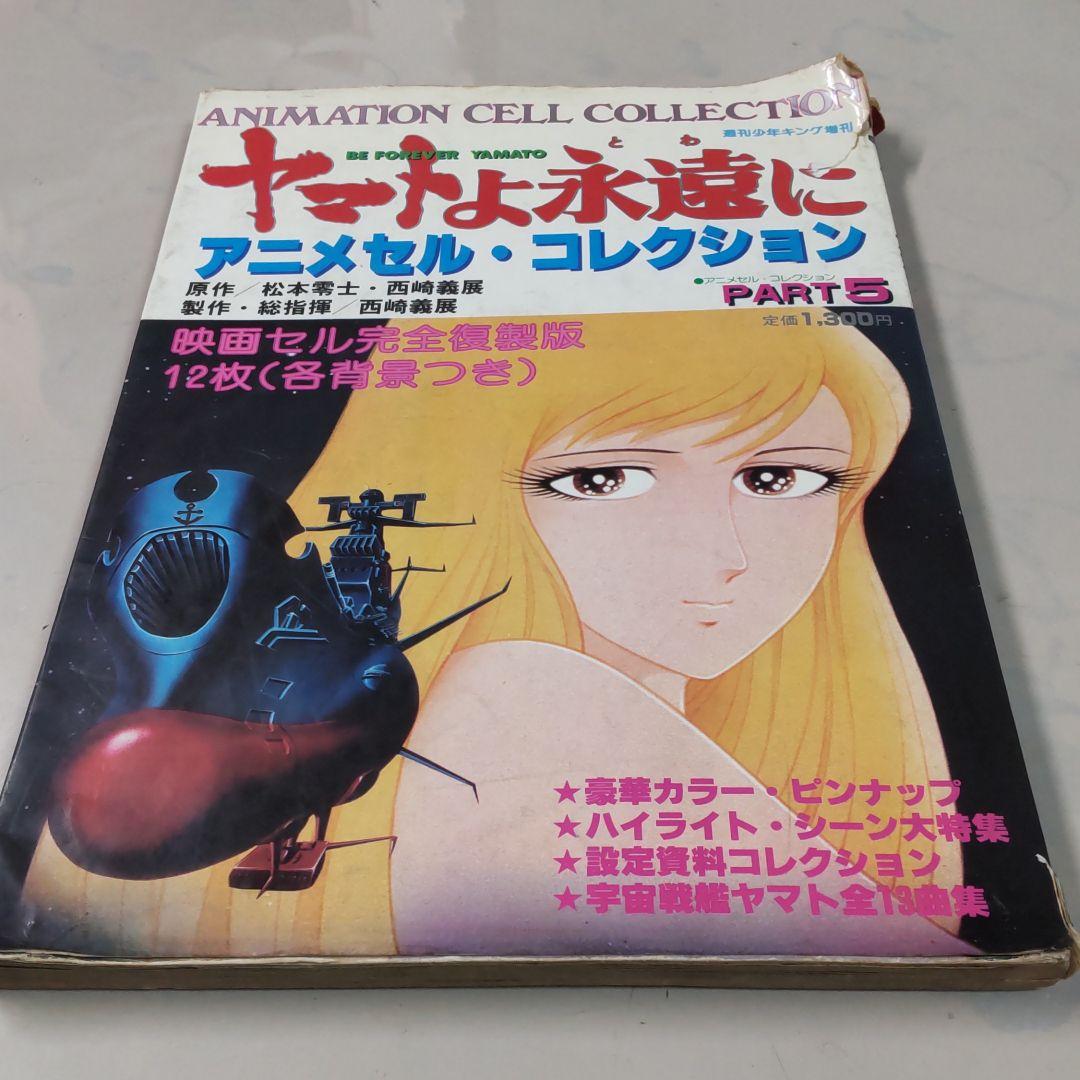 ANIMATION CELL COLLECTION
週刊少年キング増刊
BE FOREVER YAMATO
とわ
ヤマトよ永遠に
アニメセル・コレクション
原作/松本零士・西崎義展
製作・総指揮/西崎義展
●アニメセル・コレクション
PART5
定価1,300円
映画セル完全復製版
12枚(各背景つき)
★豪華カラー・ピンナップ
★ハイライト・シーン大特集
★設定資料コレクション
★宇宙戦艦ヤマト全13曲集